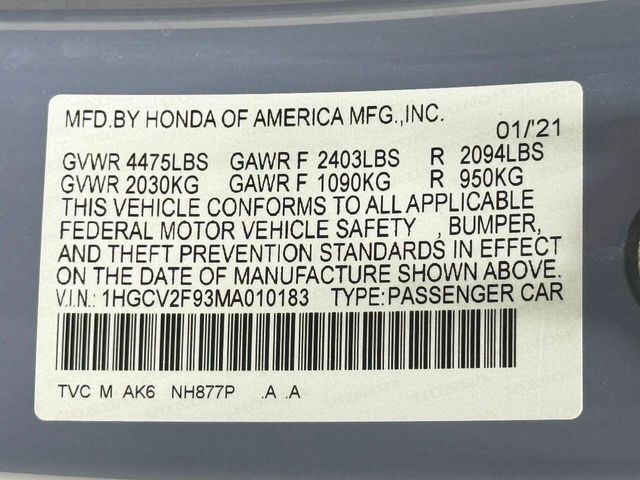 MFD.BY HONDA OF AMERICA MFG.,INC.
01/'21
GVWR 4475LBS GAWR F 2403LBS R 2094LBS
GVWR 2030KG GAWR F 1090KG R 950KG
THIS VEHICLE CONFORMS TO ALL APPLICABLE
FEDERAL MOTOR VEHICLE SAFETY , BUMPER,
AND THEFT PREVENTION STANDARDS IN EFFECT
ON THE DATE OF MANUFACTURE SHOWN ABOVE.
V.I.N.: 1HGCV2F93MA010183 TYPE:PASSENGER CAR
TVC M AK6 NH877P .A .A